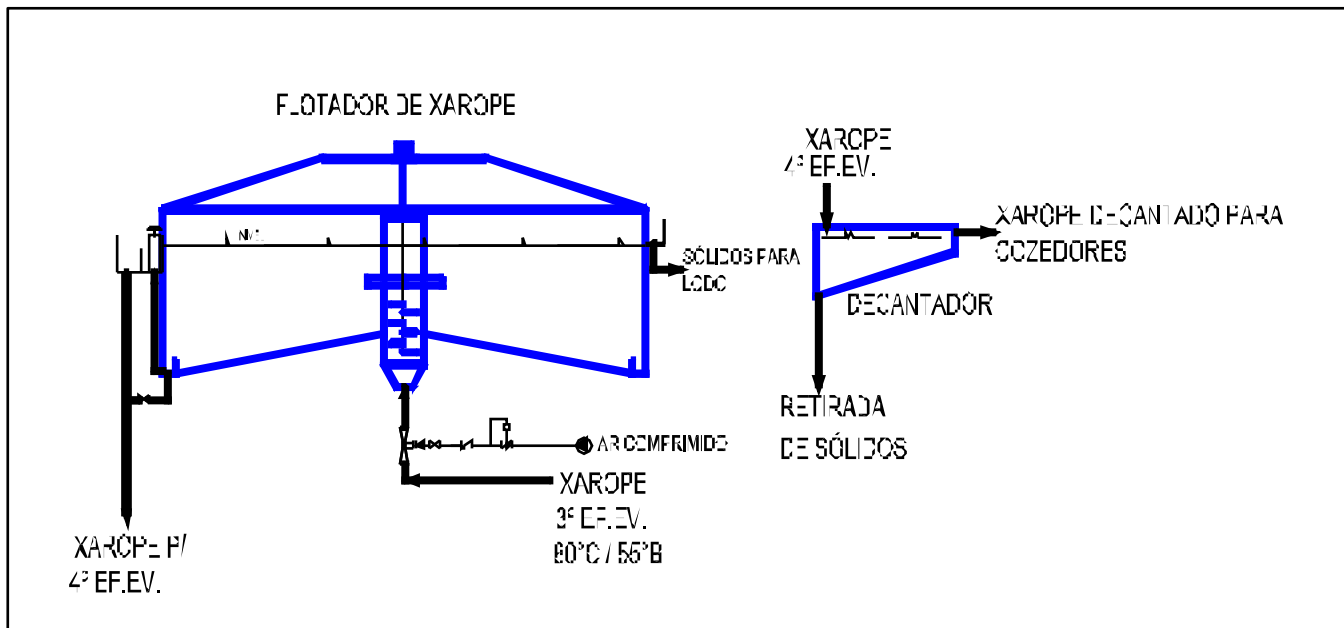 FLOTADOR DE XAROPE
XAROPE
4º EF.EV.
XAROPE DECANTADO PARA
COZEDORES
SÓLIDOS PARA
LODO
DECANTADOR
RETIRADA
DE SÓLIDOS
AR COMPRIMIDO
XAROPE
3º EF.EV.
55°B
XAROPE P/
4º EF.EV.